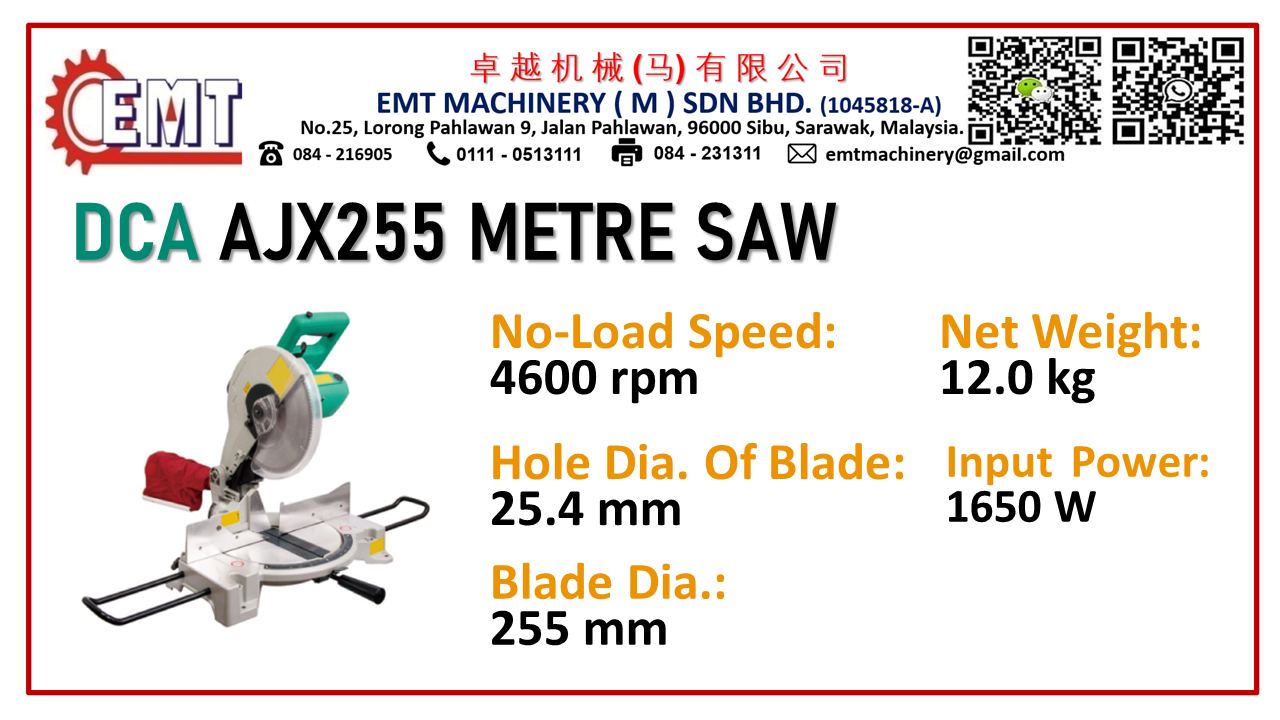 EMT
卓越机械(马)有限公司
EMT MACHINERY ( M ) SDN BHD. (1045818-A)
No.25, Lorong Pahlawan 9, Jalan Pahlawan, 96000 Sibu, Sarawak, Malaysia.
084 - 216905 0111 - 0513111 084 - 231311 emtmachinery@gmail.com
DCA AJX255 METRE SAW
No-Load Speed:
4600 rpm
Net Weight:
12.0 kg
Hole Dia. Of Blade:
25.4 mm
Input Power:
1650 W
Blade Dia.:
255 mm